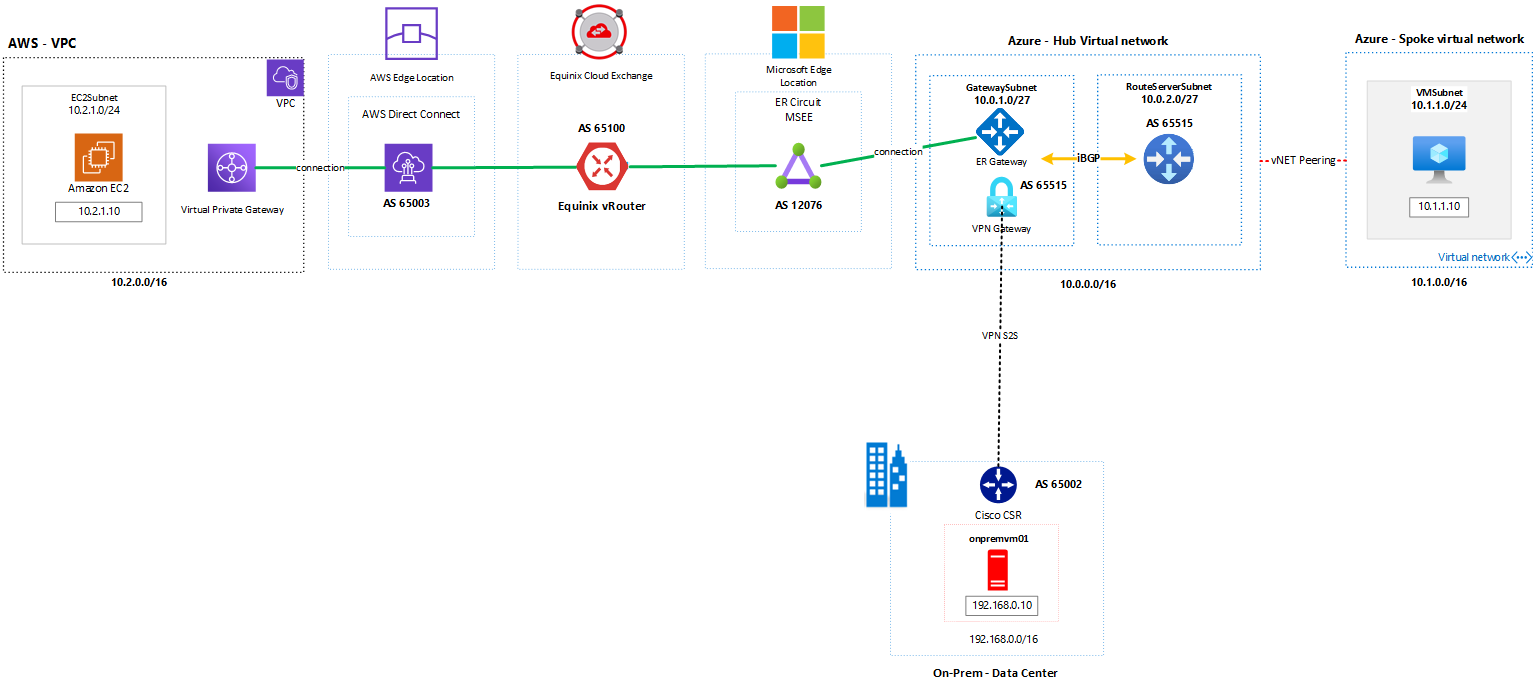 AWS - VPC
VPC
EC2Subnet
10.2.1.0/24
Amazon EC2
10.2.1.10
Virtual Private Gateway
10.2.0.0/16
connection
AWS Edge Location
AWS Direct Connect
AS 65003
Equinix Cloud Exchange
AS 65100
Equinix vRouter
Microsoft Edge
Location
ER Circuit
MSEE
AS 12076
connection
Azure - Hub Virtual network
GatewaySubnet
10.0.1.0/27
ER Gateway
AS 65515
VPN Gateway
iBGP
RouteServerSubnet
10.0.2.0/27
AS 65515
10.0.0.0/16
vNET Peering
Azure - Spoke virtual network
VMSubnet
10.1.1.0/24
10.1.1.10
Virtual network
10.1.0.0/16
VPN S2S
AS 65002
Cisco CSR
onpremvm01
192.168.0.10
192.168.0.0/16
On-Prem - Data Center